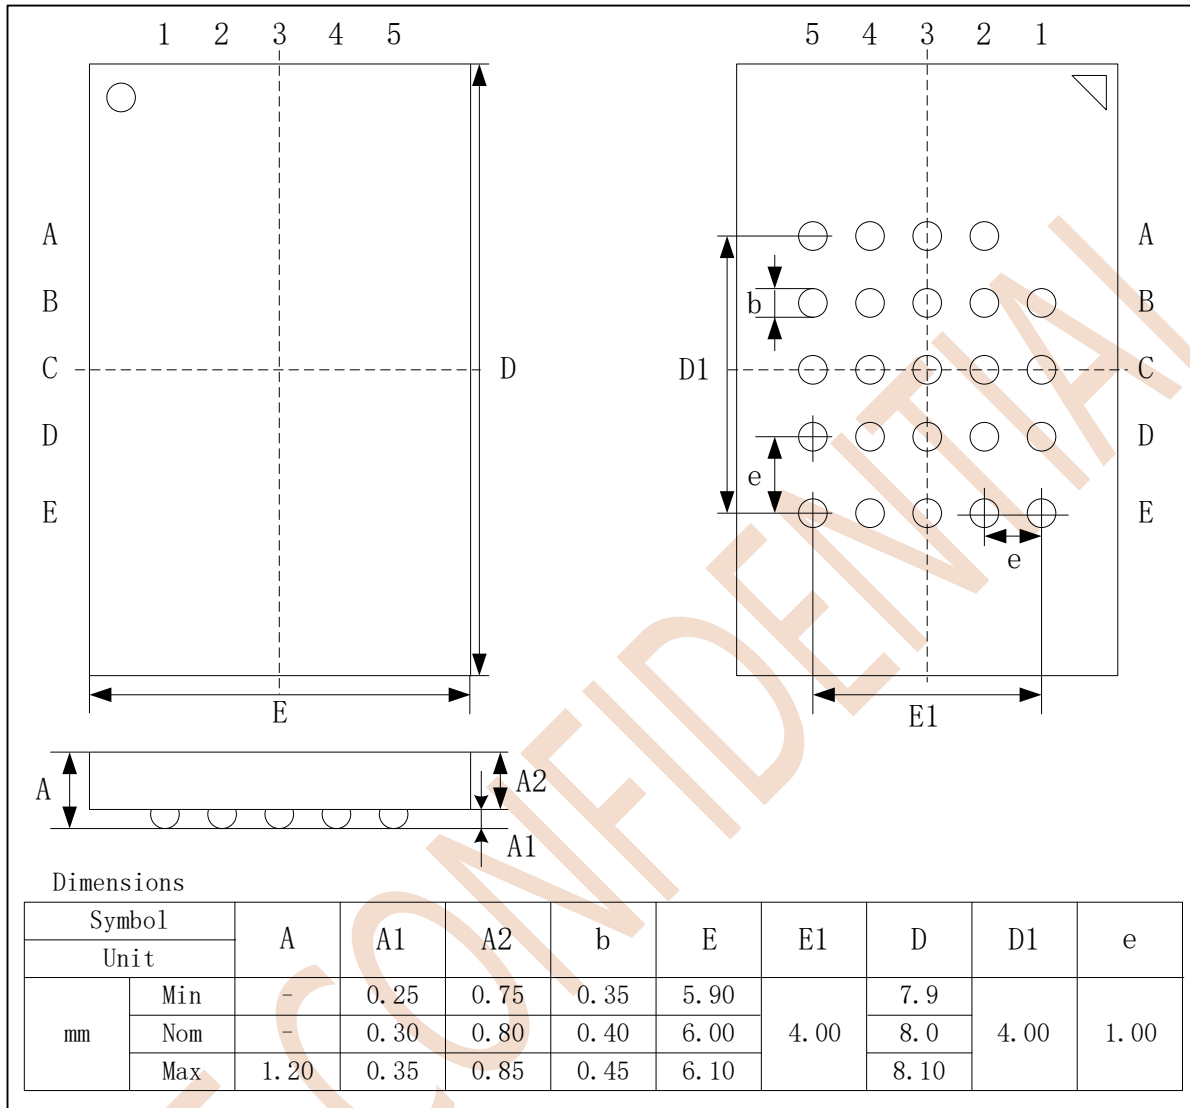 1 2 3 4 5 5 4 3 2 1
A A
B b B
C D D1 C
D D
e
E E
e
E E1
A A2
A1
Dimensions
Symbol A A1 A2 b E E1 D D1 e
Unit
mm Min - 0.25 0.75 0.35 5.90 4.00 7.9 4.00 1.00
Nom - 0.30 0.80 0.40 6.00 8.0
Max 1.20 0.35 0.85 0.45 6.10 8.10
CONFIDENTIAL